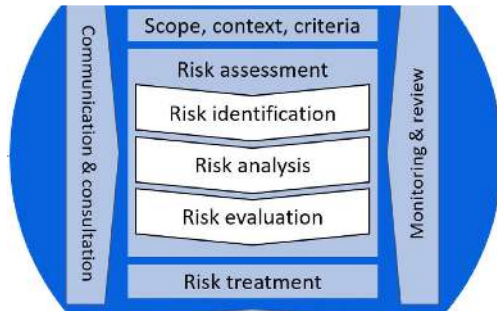 Scope, context, criteria
Risk assessment
Risk identification
Risk analysis
Risk evaluation
Risk treatment
Communication & consultation
Monitoring & review